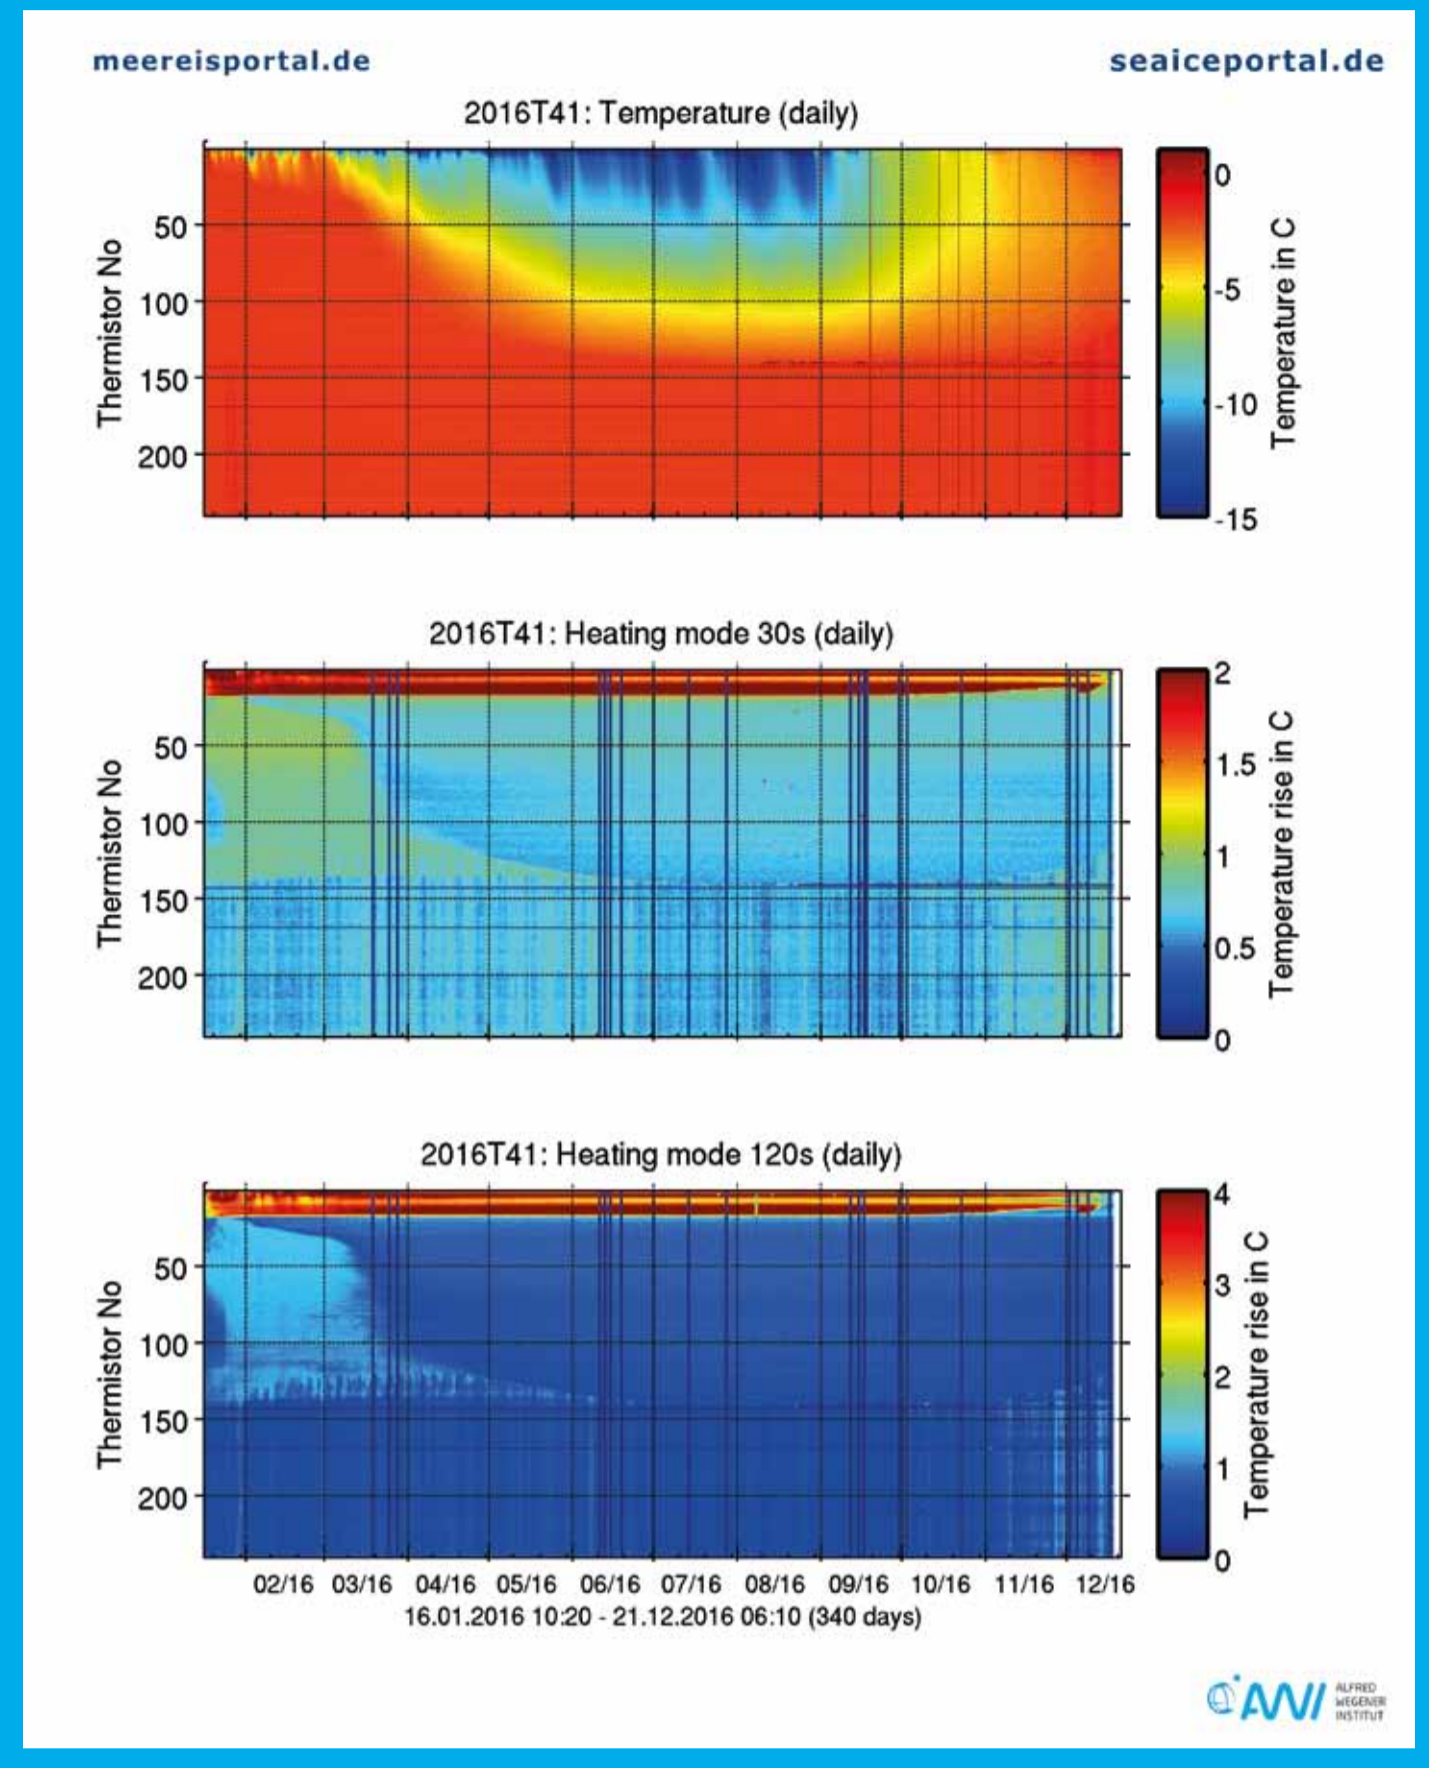 meereisportal.de
seaiceportal.de
2016T41: Temperature (daily)
Thermistor No
50
100
150
200
0
-5
-10
-15
Temperature in C
2016T41: Heating mode 30s (daily)
Thermistor No
50
100
150
200
2
1.5
1
0.5
0
Temperature rise in C
2016T41: Heating mode 120s (daily)
Thermistor No
50
100
150
200
4
3
2
1
0
Temperature rise in C
02/16 03/16 04/16 05/16 06/16 07/16 08/16 09/16 10/16 11/16 12/16
16.01.2016 10:20 - 21.12.2016 06:10 (340 days)
AWI
ALFRED
WEGENER
INSTITUT